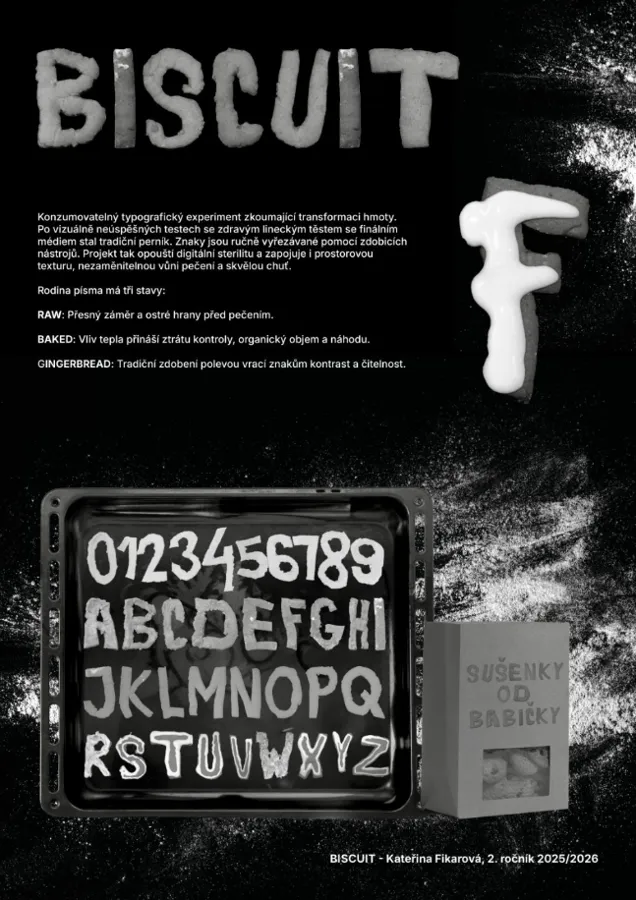 BISCUIT
Konzumovatelný typografický experiment zkoumající transformaci hmoty.
Po vizuálně neúspěšných testech se zdravým lineckým těstem se finálním
médiem stal tradiční perník. Znaky jsou ručně vyřezávané pomocí zdobicích
nástrojů. Projekt tak opouští digitální sterilitu a zapojuje i prostorovou
texturu, nezaměnitelnou vůni pečení a skvělou chuť.
Rodina písma má tři stavy:
RAW: Přesný záměr a ostré hrany před pečením.
BAKED: Vliv tepla přináší ztrátu kontroly, organický objem a náhodu.
GINGERBREAD: Tradiční zdobení polevou vrací znakům kontrast a čitelnost.
F
0123456789
ABCDEFGHI
JKLMNOPQ
RSTUVWXYZ
SUŠENKY
OD
BABIČKY
BISCUIT - Kateřina Fikarová, 2. ročník 2025/2026